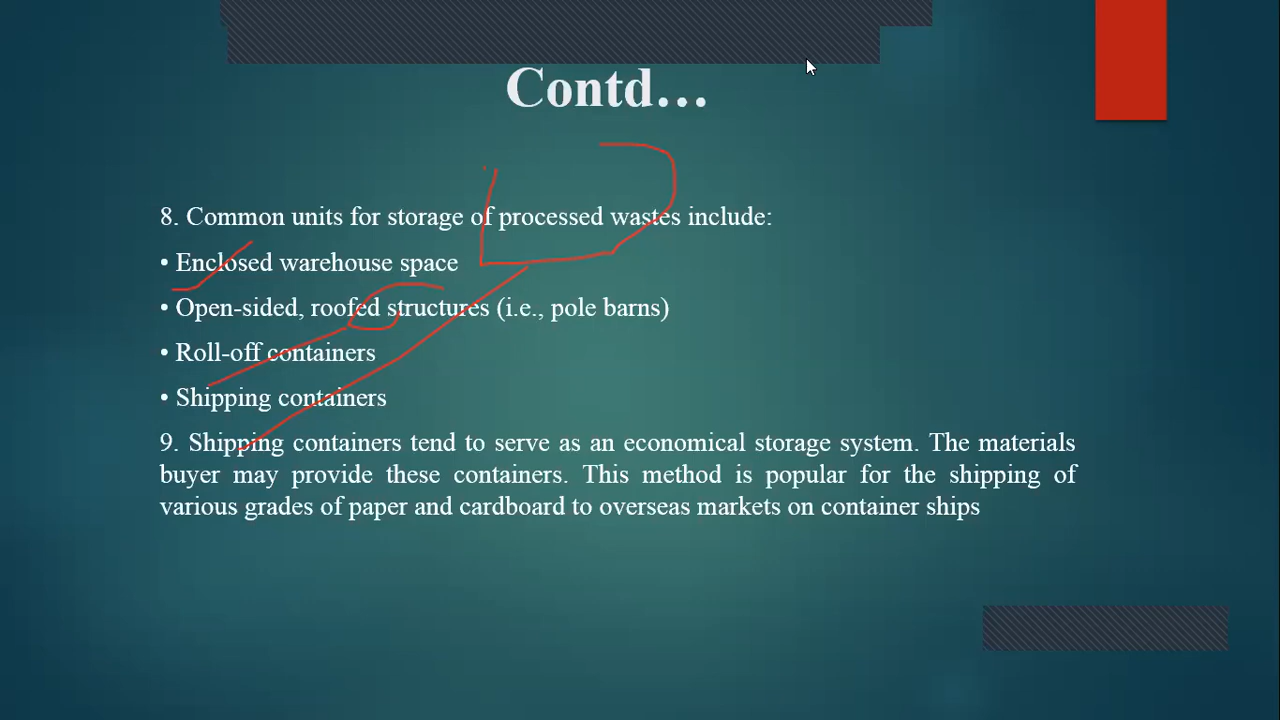 Contd…
8. Common units for storage of processed wastes include:
• Enclosed warehouse space
• Open-sided, roofed structures (i.e., pole barns)
• Roll-off containers
• Shipping containers
9. Shipping containers tend to serve as an economical storage system. The materials
buyer may provide these containers. This method is popular for the shipping of
various grades of paper and cardboard to overseas markets on container ships